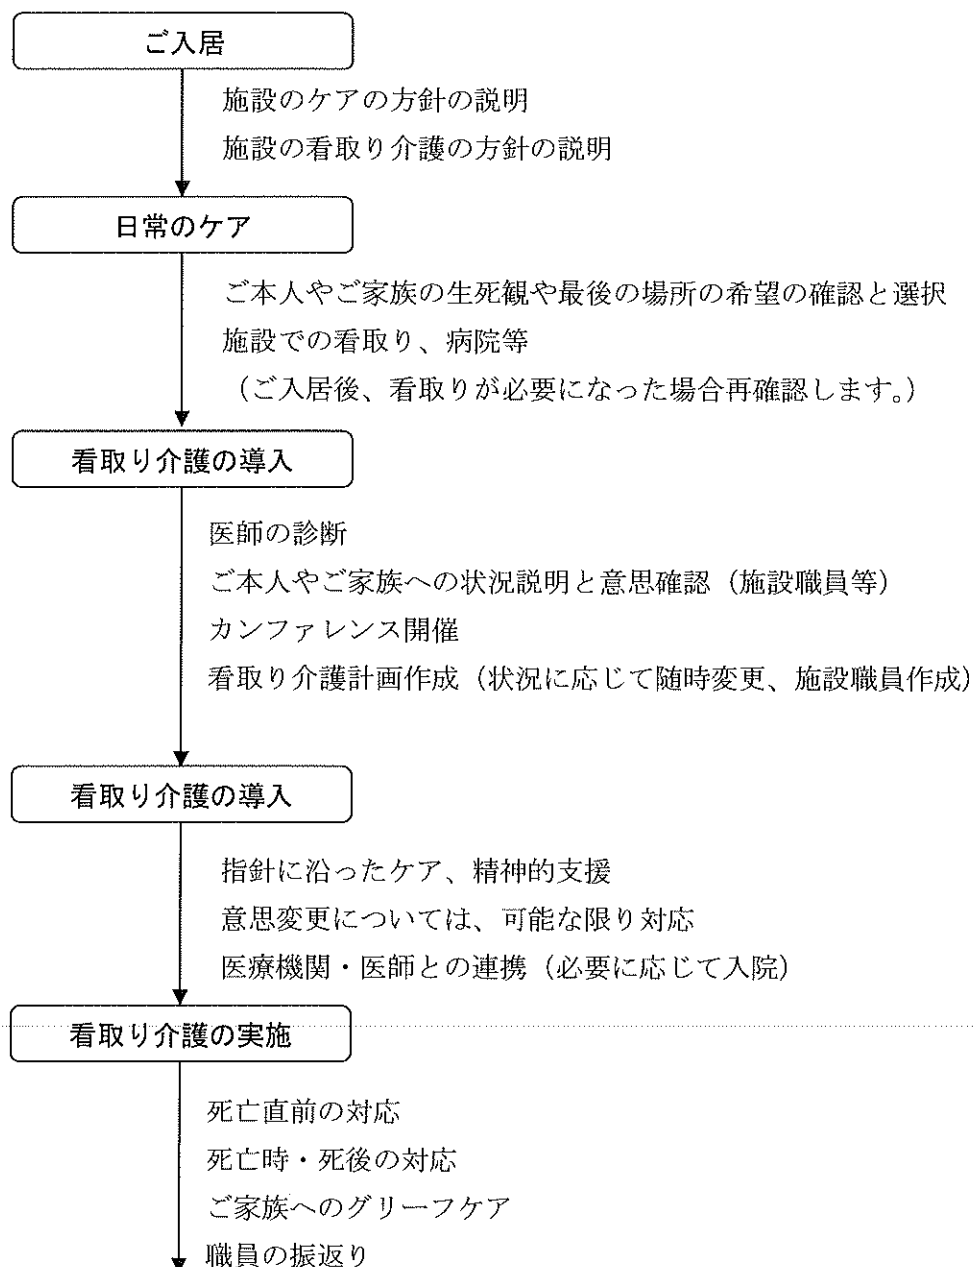 ご入居
施設のケアの方針の説明
施設の看取り介護の方針の説明
日常のケア
ご本人やご家族の生死観や最後の場所の希望の確認と選択
施設での看取り、病院等
（ご入居後、看取りが必要になった場合再確認します。）
看取り介護の導入
医師の診断
ご本人やご家族への状況説明と意思確認（施設職員等）
カンファレンス開催
看取り介護計画作成（状況に応じて随時変更、施設職員作成）
看取り介護の導入
指針に沿ったケア、精神的支援
意思変更については、可能な限り対応
医療機関・医師との連携（必要に応じて入院）
看取り介護の実施
死亡直前の対応
死亡時・死後の対応
ご家族へのグリーフケア
職員の振返り